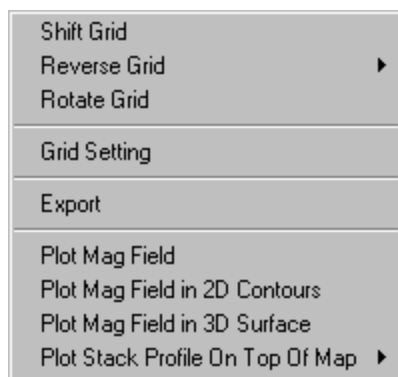 Shift Grid
Reverse Grid
Rotate Grid
Grid Setting
Export
Plot Mag Field
Plot Mag Field in 2D Contours
Plot Mag Field in 3D Surface
Plot Stack Profile On Top Of Map